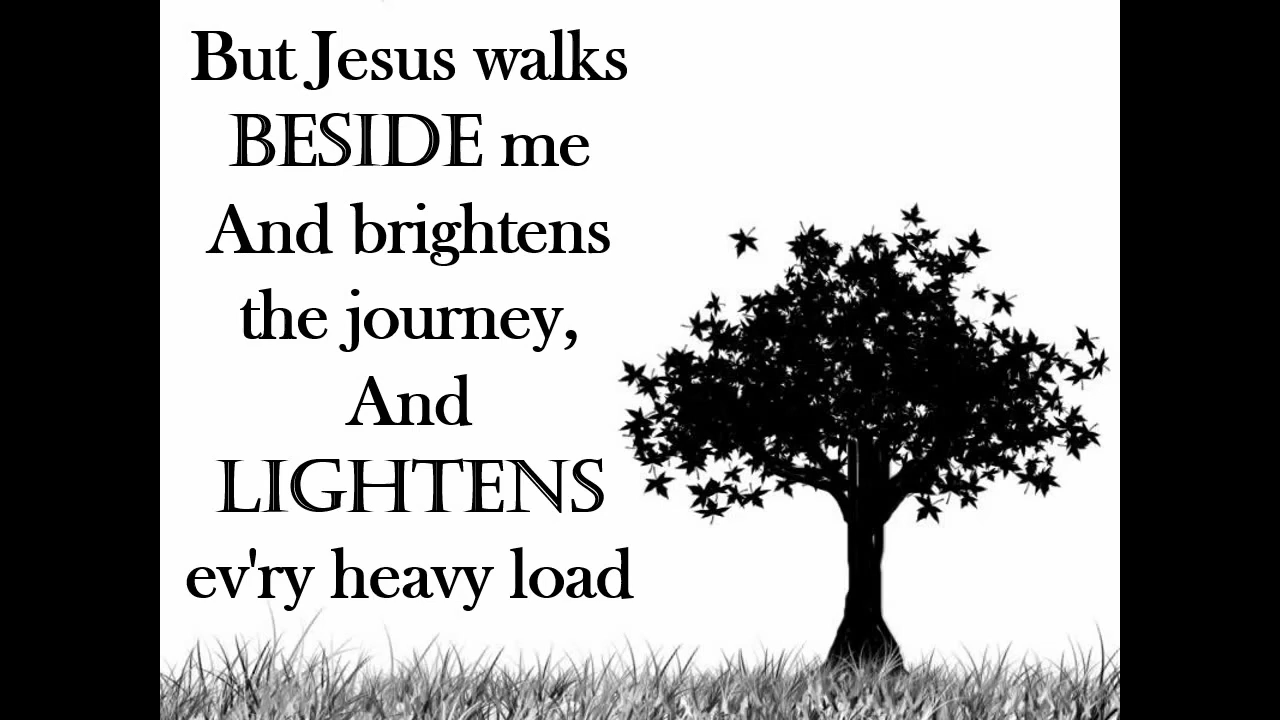 But Jesus walks
BESIDE me
And brightens
the journey,
And
LIGHTENS
ev'ry heavy load